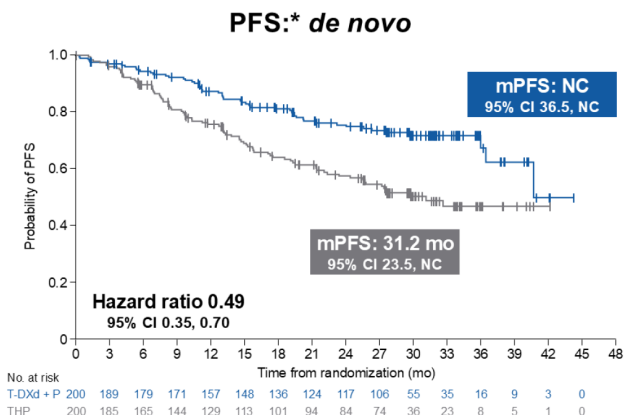 PFS:* de novo
1.0
mPFS: NC
95% CI 36.5, NC
0.8
0.6
Probability of PFS
0.4
mPFS: 31.2 mo
95% CI 23.5, NC
0.2
Hazard ratio 0.49
95% CI 0.35, 0.70
0
0 3 6 9 12 15 18 21 24 27 30 33 36 39 42 45 48
Time from randomization (mo)
No. at risk
T-DXd + P 200 189 179 171 157 148 136 124 117 106 55 35 16 9 3 0
THP 200 185 165 144 129 113 101 94 84 74 36 23 8 5 1 0